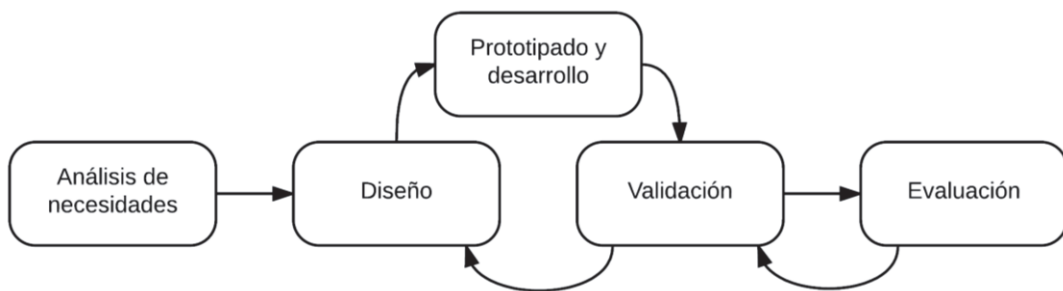 Prototipado y
desarrollo
Análisis de
necesidades
Diseño
Validación
Evaluación